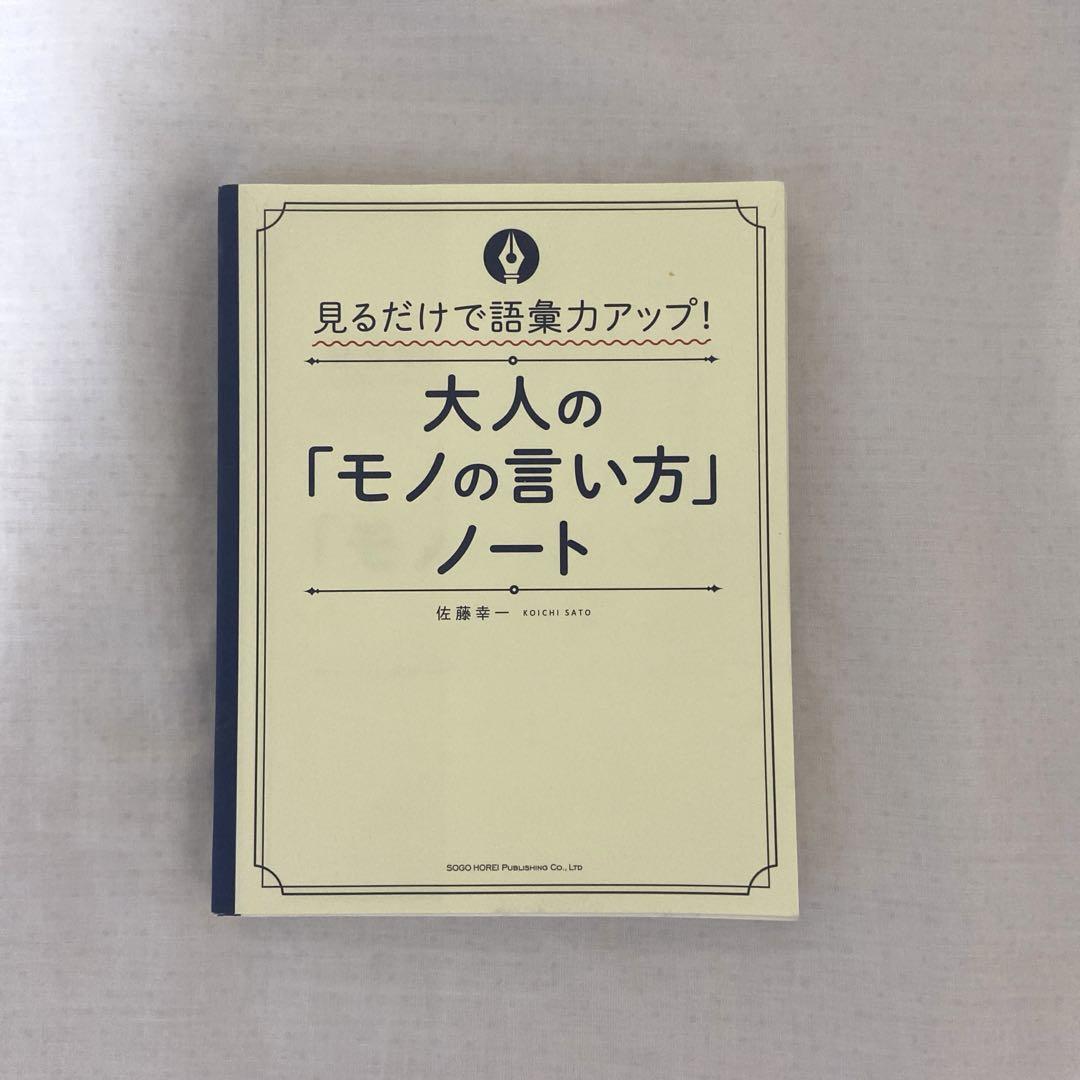 見るだけで語彙力アップ!
大人の
「モノの言い方」
ノート
佐藤幸一 KOICHI SATO
SOGO HOREI PUBLISHING CO., LTD